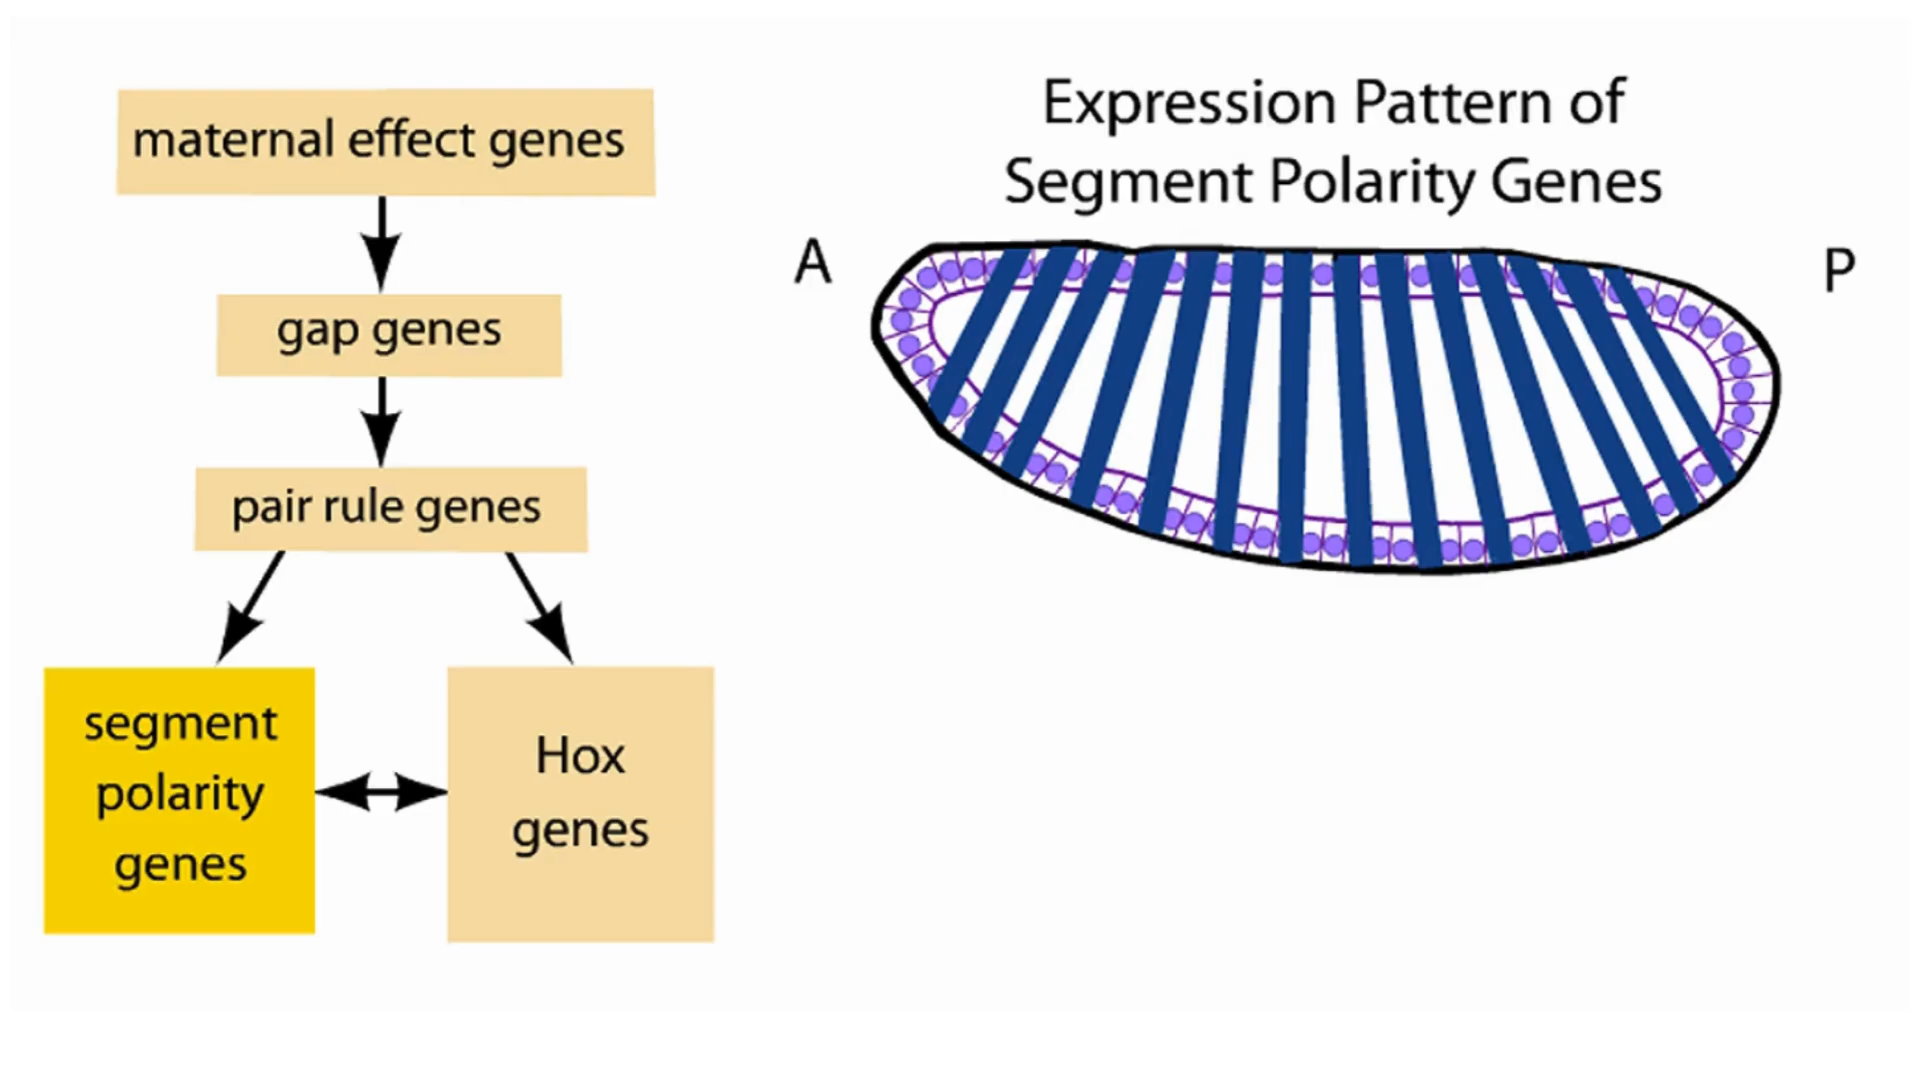 maternal effect genes
gap genes
pair rule genes
segment
polarity
genes
Hox
genes
Expression Pattern of
Segment Polarity Genes
A
P